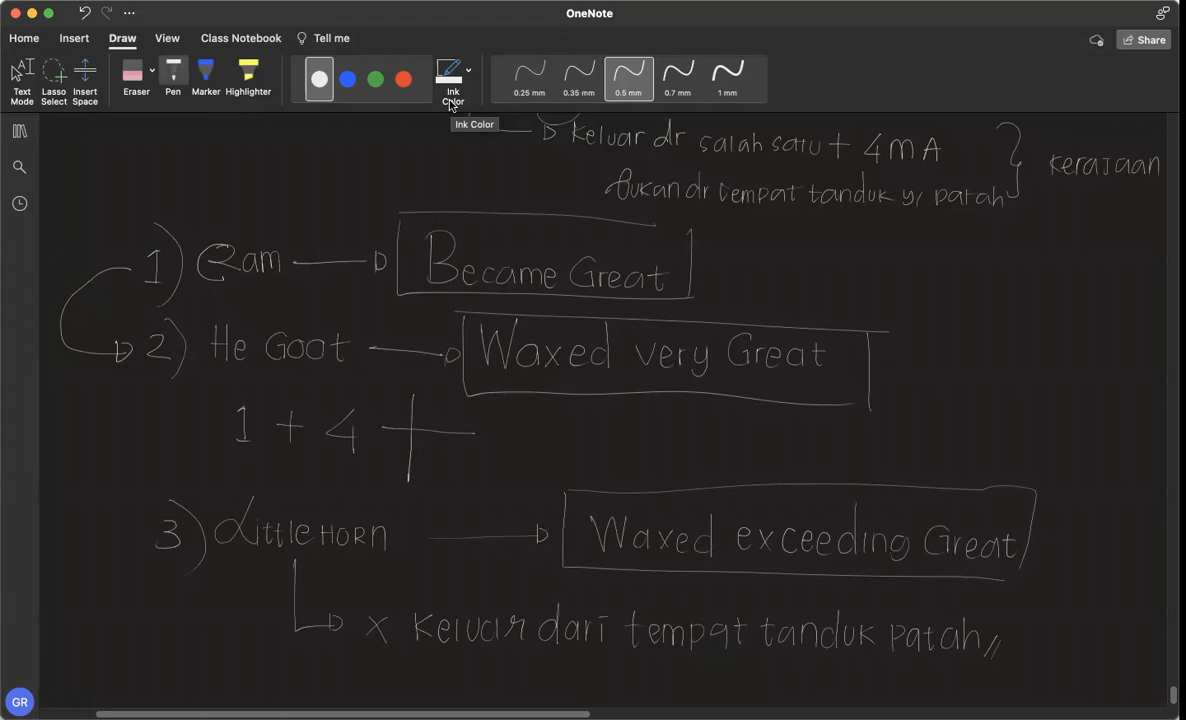 OneNote
Home Insert Draw View Class Notebook Tell me
Share
Text Mode
Lasso Select
Insert Space
Eraser
Pen
Marker
Highlighter
Ink Color
0.25 mm
0.35 mm
0.5 mm
0.7 mm
1 mm
Ink Color
keluar dr salah satu + 4 m A
bukan dr tempat tanduk y, patah
kerajaan
1) Ram Became Great
2) He Goat Waxed very Great
1 + 4
3) Little HORN Waxed exceeding Great
x keluar dari tempat tanduk patah //
GR